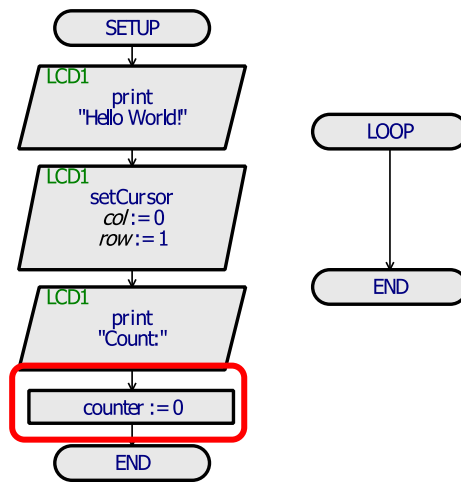 SETUP
LCD1
print
"Hello World!"
LCD1
setCursor
col := 0
row := 1
LCD1
print
"Count:"
counter := 0
END
LOOP
END